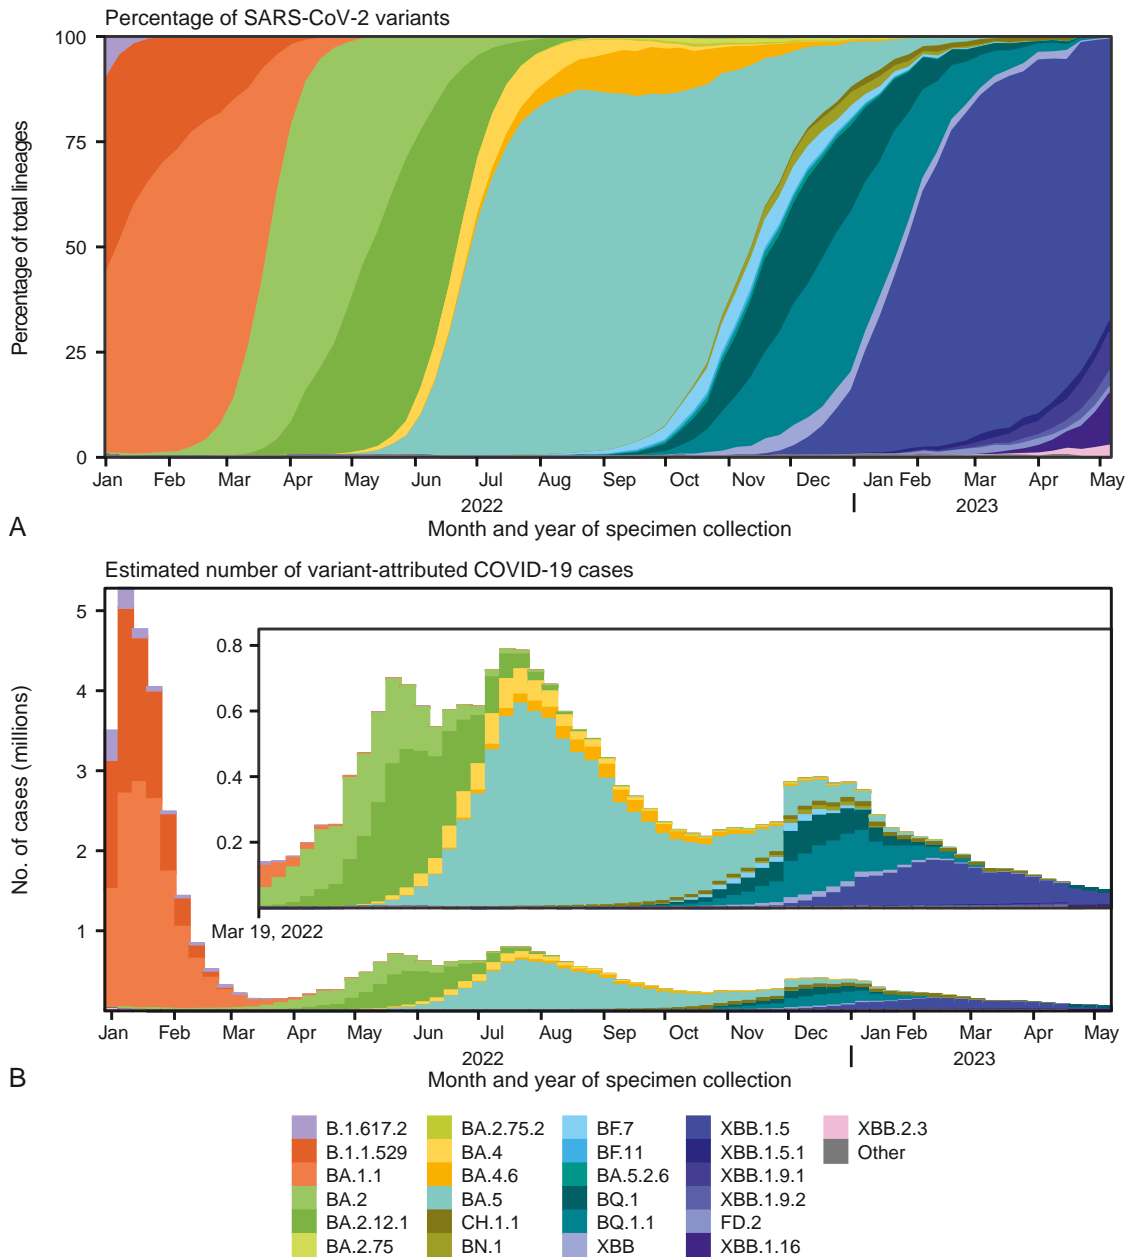 Percentage of SARS-CoV-2 variants
100
75
50
25
0
Percentage of total lineages
Jan Feb Mar Apr May Jun Jul Aug Sep Oct Nov Dec Jan Feb Mar Apr May
2022 2023
Month and year of specimen collection
A
Estimated number of variant-attributed COVID-19 cases
5
4
3
2
1
No. of cases (millions)
0.8
0.6
0.4
0.2
Mar 19, 2022
Jan Feb Mar Apr May Jun Jul Aug Sep Oct Nov Dec Jan Feb Mar Apr May
2022 2023
Month and year of specimen collection
B
B.1.617.2 BA.2.75.2 BF.7 XBB.1.5 XBB.2.3
B.1.1.529 BA.4 BF.11 XBB.1.5.1 Other
BA.1.1 BA.4.6 BA.5.2.6 XBB.1.9.1
BA.2 BA.5 BQ.1 XBB.1.9.2
BA.2.12.1 CH.1.1 BQ.1.1 FD.2
BA.2.75 BN.1 XBB XBB.1.16